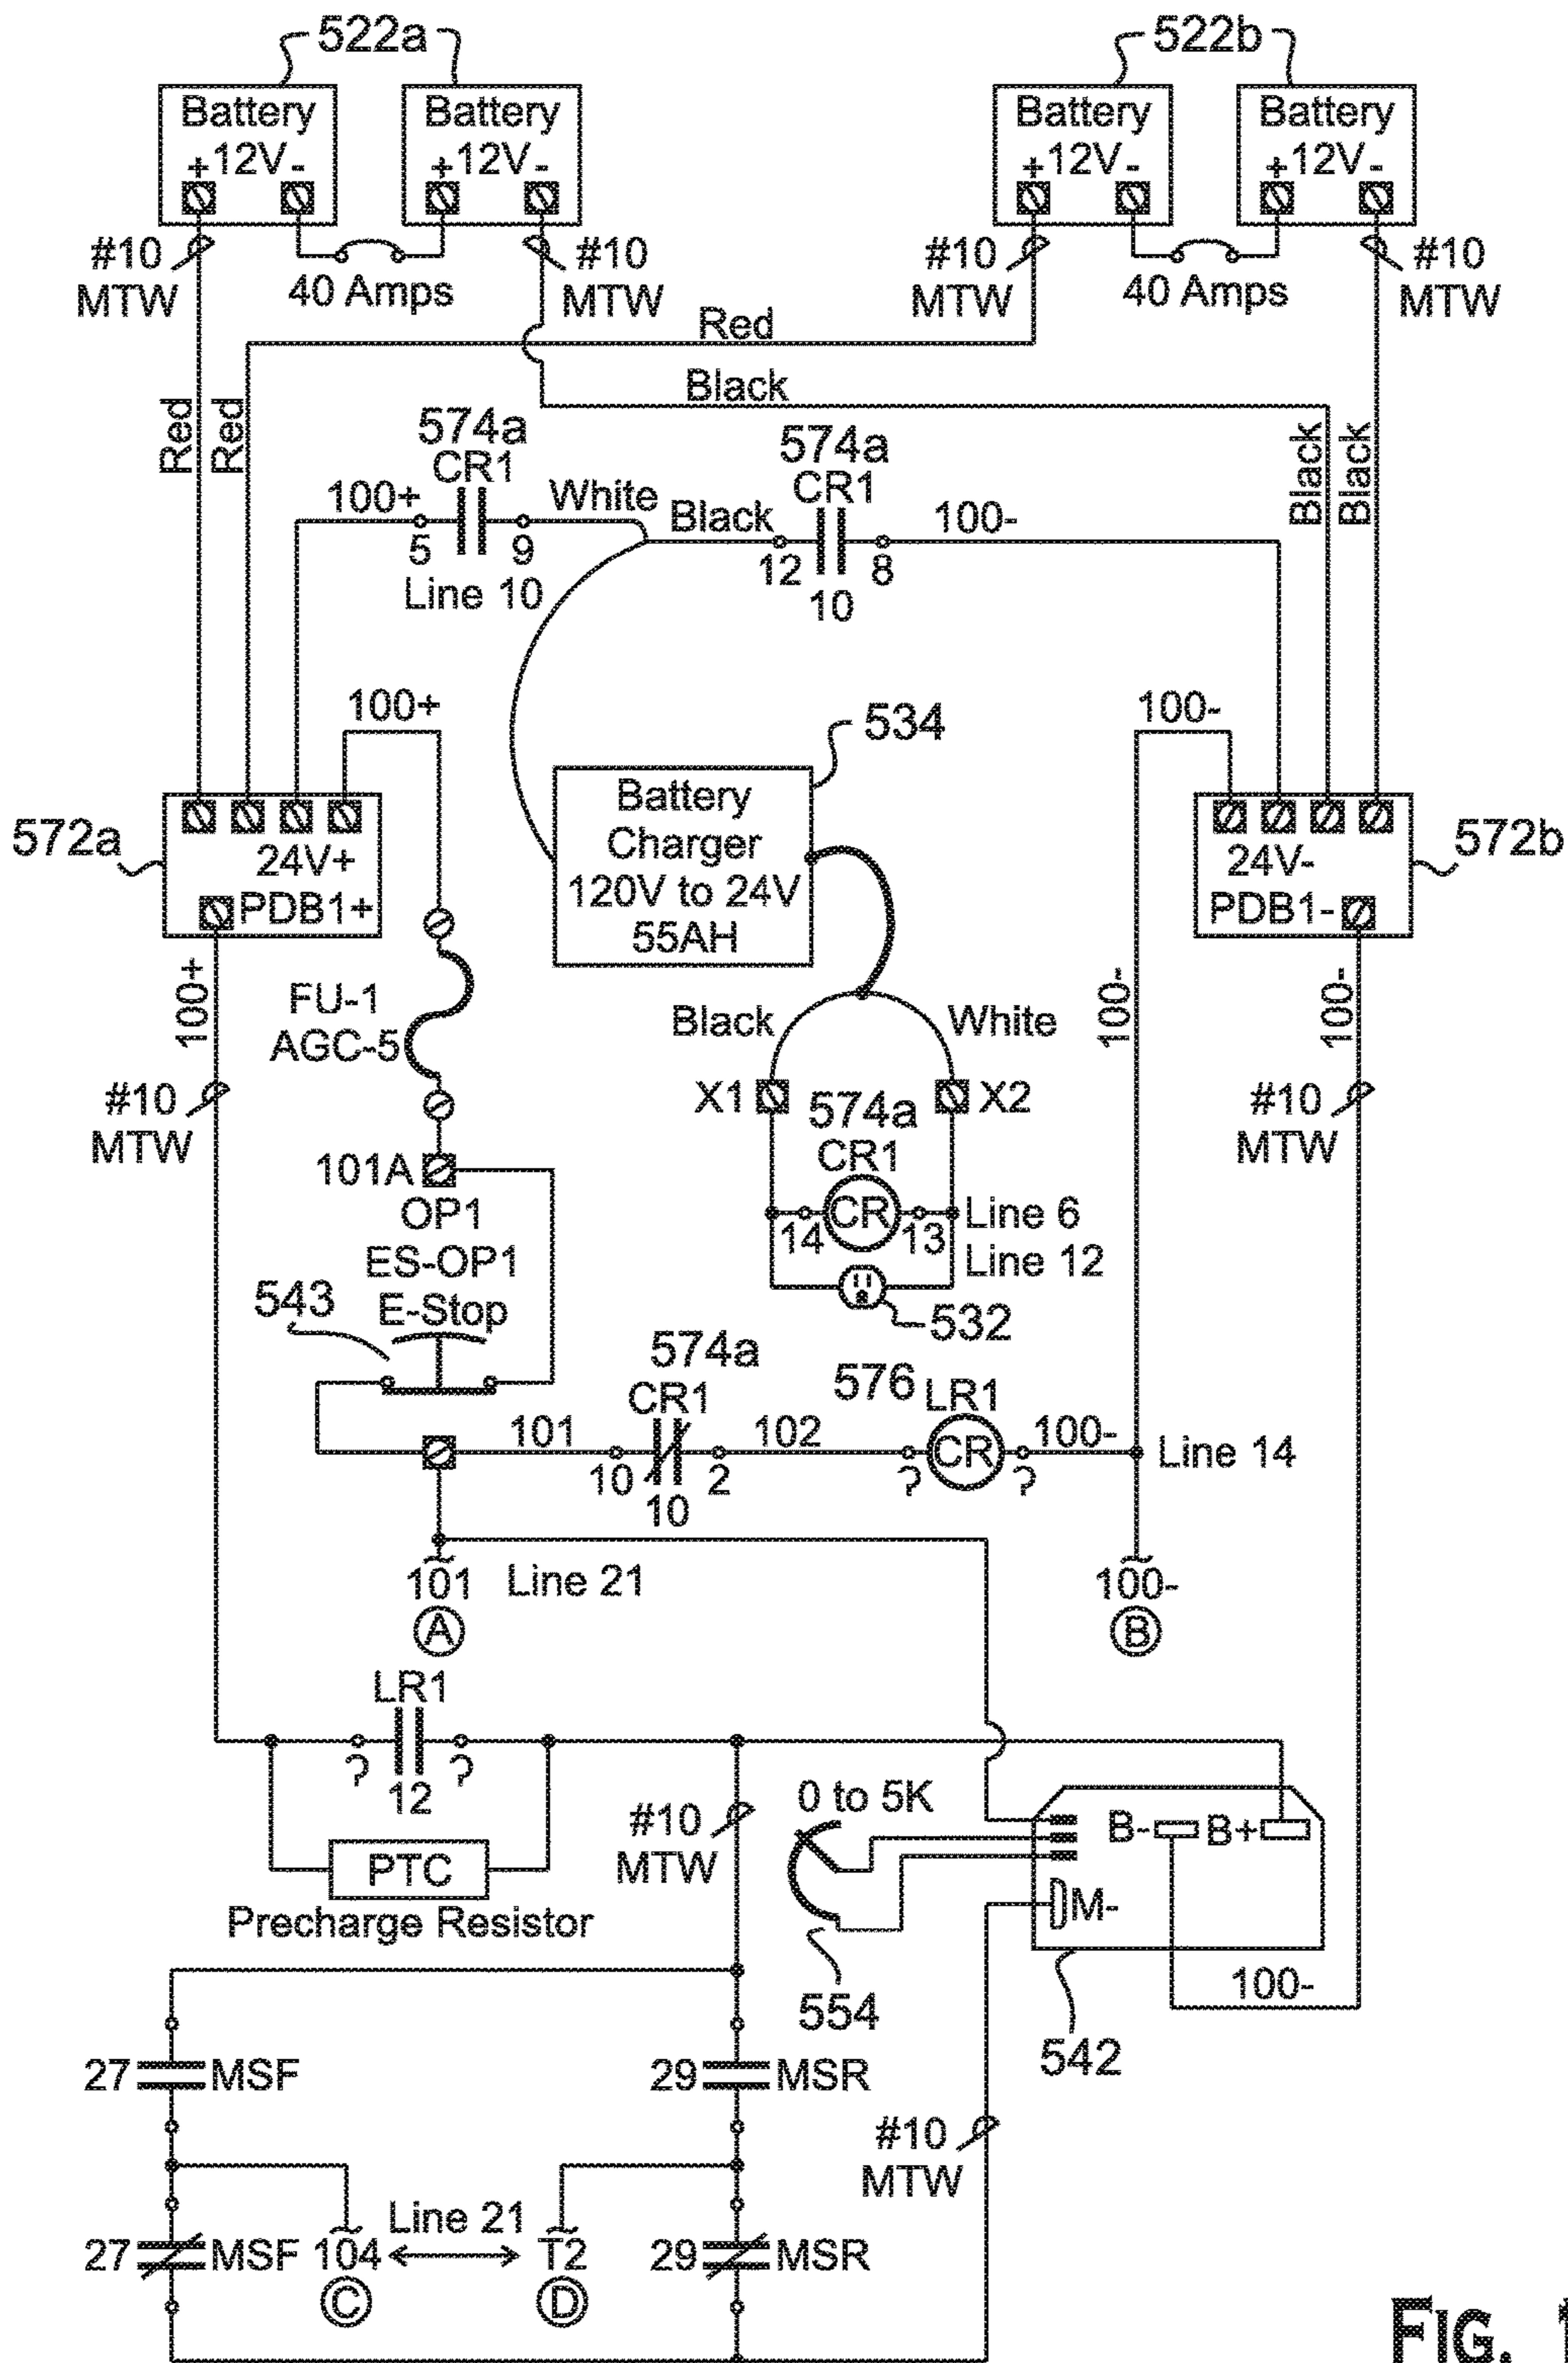 522a 522b
Battery Battery Battery Battery
+12V- +12V- +12V- +12V-
#10 MTW 40 Amps #10 MTW #10 MTW 40 Amps #10 MTW
Red
Black
Red Red Black Black
574a
CR1
100+ White
5 9
Line 10
574a
CR1
Black 100-
12 8
10
100+ 100-
534
Battery
Charger
120V to 24V
55AH
572a
24V+
PDB1+
572b
24V-
PDB1-
100+
#10
MTW
FU-1
AGC-5
Black White
X1 X2
574a
CR1
CR
14 13
Line 6
Line 12
532
100- 100-
#10
MTW
101A
OP1
ES-OP1
E-Stop
543
574a
CR1
576 LR1
101 102 CR 100- Line 14
10 2 ? ?
10
101 Line 21 100-
A B
LR1
? ?
12
PTC
Precharge Resistor
#10
MTW
0 to 5K
B- B+
M-
554
542
100-
27 MSF 29 MSR
#10
MTW
Line 21
27 MSF 104 T2 29 MSR
C D
FIG.